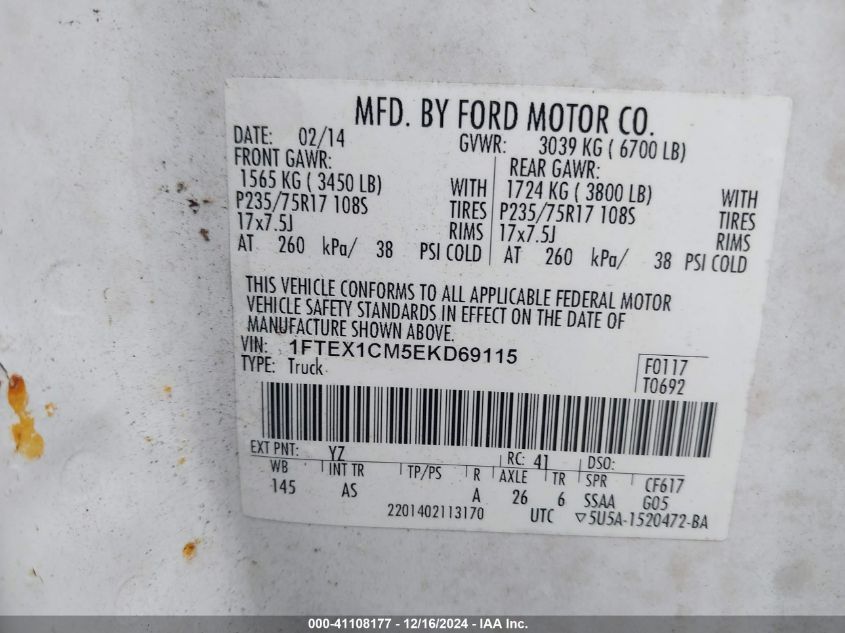 MFD. BY FORD MOTOR CO.
DATE: 02/14 GVWR: 3039 KG ( 6700 LB)
FRONT GAWR: REAR GAWR:
1565 KG ( 3450 LB) WITH 1724 KG ( 3800 LB) WITH
P235/75R17 108S TIRES P235/75R17 108S TIRES
17x7.5J RIMS 17x7.5J RIMS
AT 260 kPa/ 38 PSI COLD AT 260 kPa/ 38 PSI COLD
THIS VEHICLE CONFORMS TO ALL APPLICABLE FEDERAL MOTOR
VEHICLE SAFETY STANDARDS IN EFFECT ON THE DATE OF
MANUFACTURE SHOWN ABOVE.
VIN: 1FTEX1CM5EKD69115
TYPE: Truck
F0117
T0692
EXT PNT: YZ RC: 41 DSO:
WB INT TR TP/PS R AXLE TR SPR CF617
145 AS A 26 6 SSAA G05
2201402113170 UTC ▽5U5A-1520472-BA
000-41108177 - 12/16/2024 - IAA Inc.